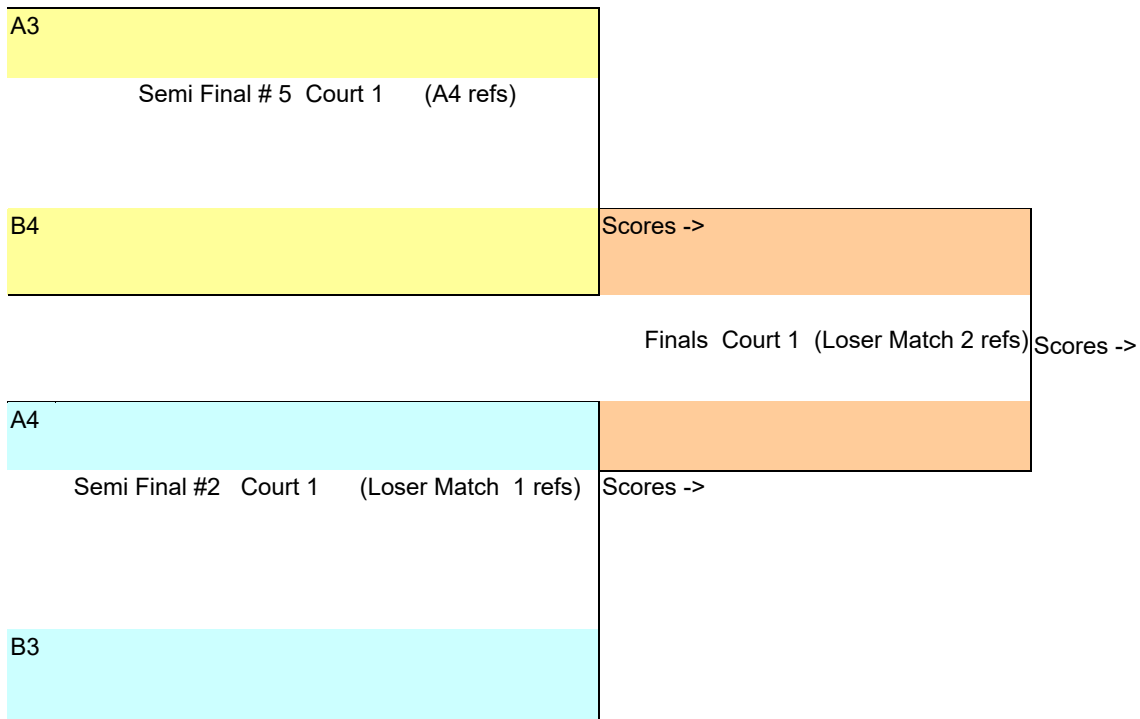 A3
Semi Final # 5 Court 1 (A4 refs)
B4
Scores ->
Finals Court 1 (Loser Match 2 refs)
Scores ->
A4
Semi Final #2 Court 1 (Loser Match 1 refs)
Scores ->
B3